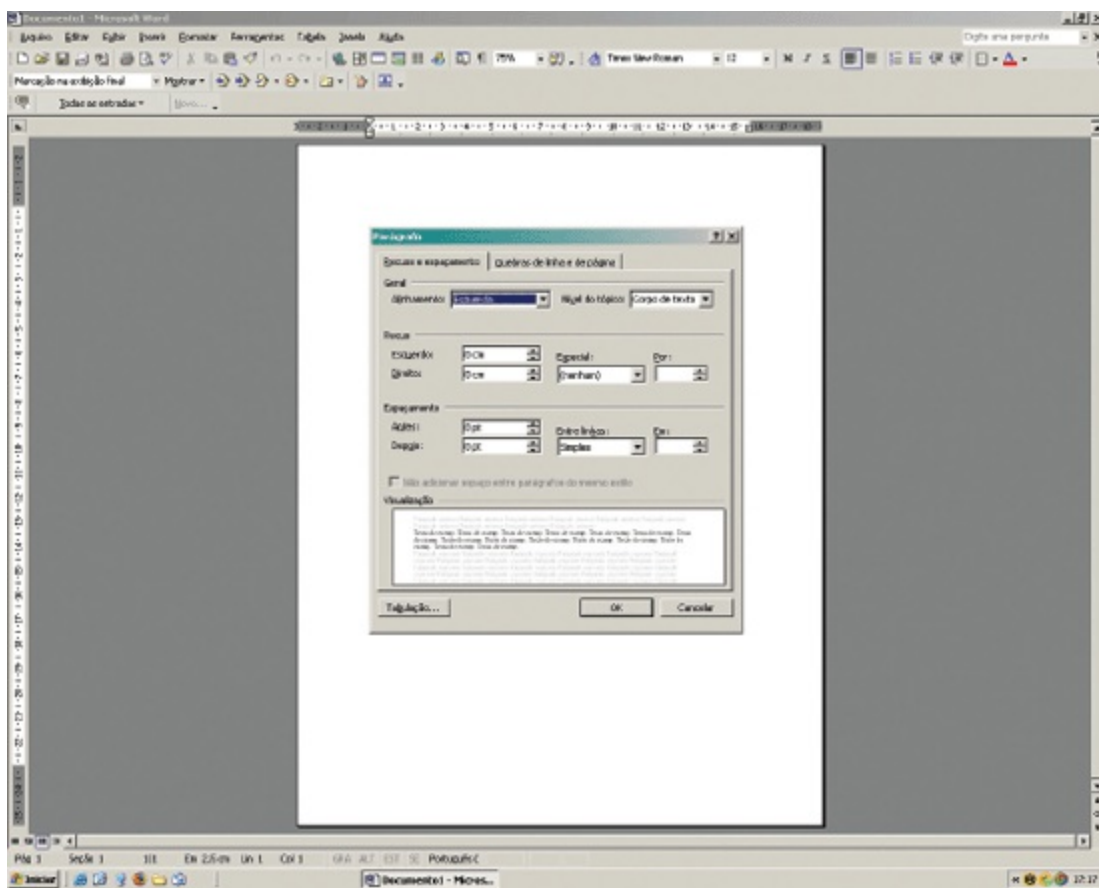 Documento1 - Microsoft Word
Arquivo Editar Exibir Inserir Formatar Ferramentas Tabela Janela Ajuda
Digite uma pergunta
75%
Times New Roman
12
N I S
Marcação na exibição final
Mostrar
Todas as entradas
Novo...
Parágrafo
Recuos e espaçamento
Quebras de linha e de página
Geral
Alinhamento: Esquerda
Nível do tópico: Corpo de texto
Recuo
Esquerdo: 0 cm
Especial:
Por:
Direito: 0 cm
(nenhum)
Espaçamento
Antes: 0 pt
Entre linhas:
Em:
Depois: 0 pt
Simples
Não adicionar espaço entre parágrafos do mesmo estilo
Visualização
Tabulação...
OK
Cancelar
Pág 1 Seção 1 1/1 Em 2,5 cm Lin 1 Col 1 GRA ALT EST SE Português (
Iniciar
Documento1 - Micros...
17:17